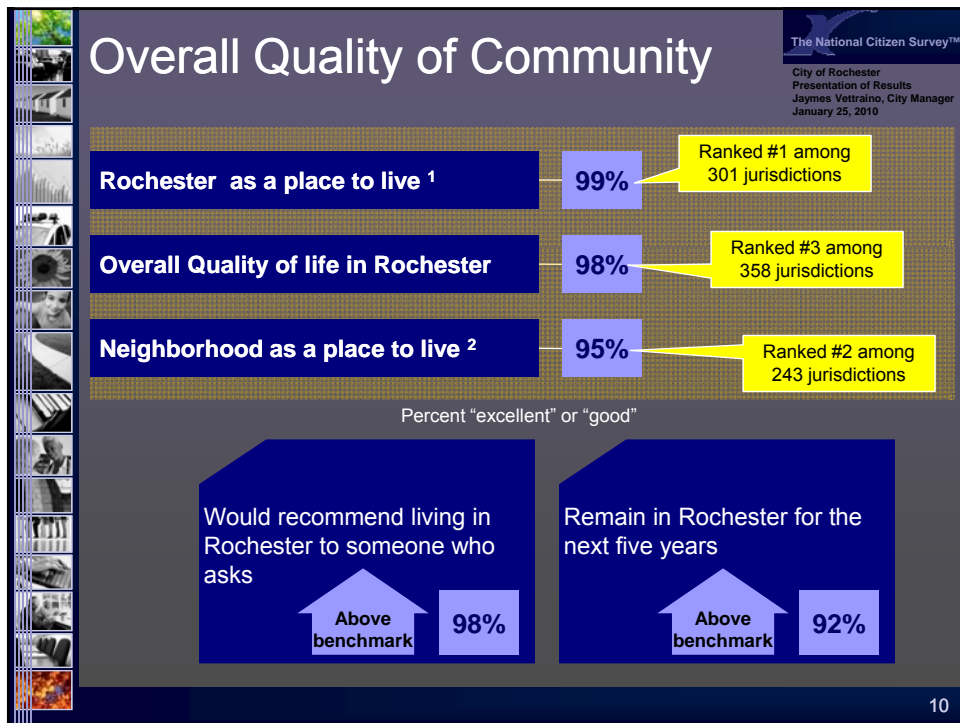 Overall Quality of Community
The National Citizen Survey™
City of Rochester
Presentation of Results
Jaymes Vettraino, City Manager
January 25, 2010
Rochester as a place to live 1
99%
Ranked #1 among
301 jurisdictions
Overall Quality of life in Rochester
98%
Ranked #3 among
358 jurisdictions
Neighborhood as a place to live 2
95%
Ranked #2 among
243 jurisdictions
Percent “excellent” or “good”
Would recommend living in
Rochester to someone who
asks
Above
benchmark
98%
Remain in Rochester for the
next five years
Above
benchmark
92%
10